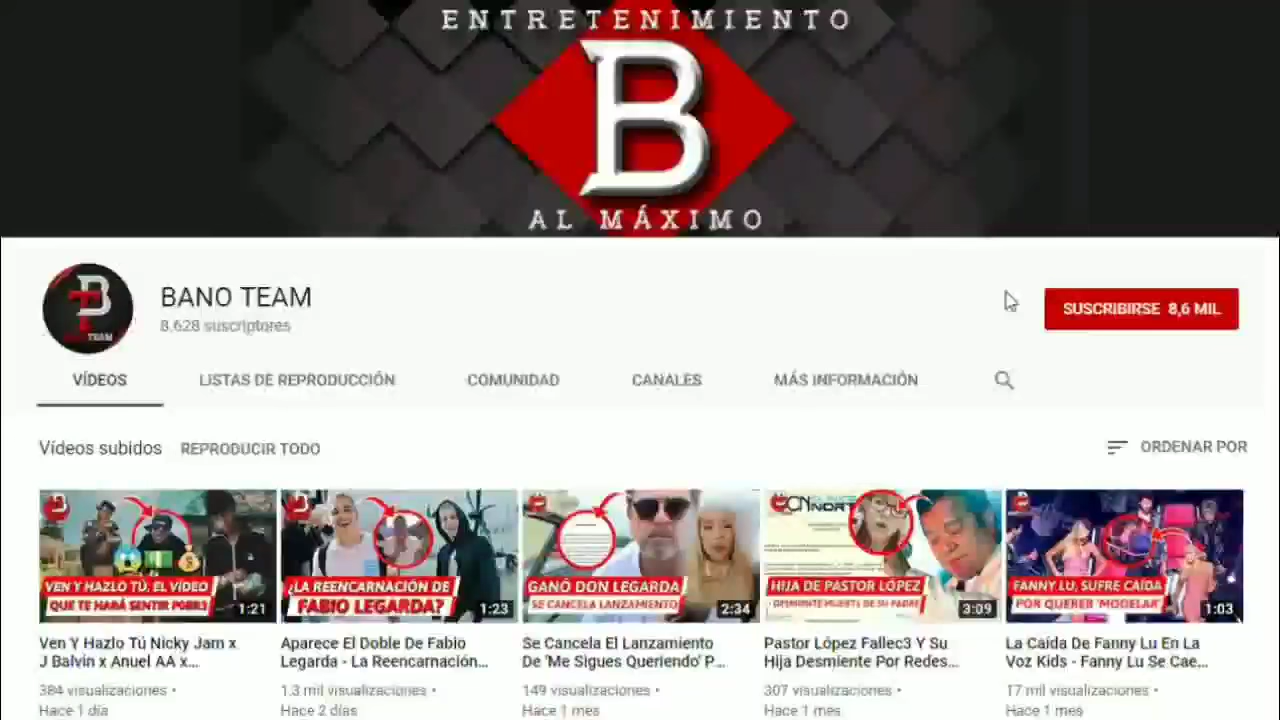 ENTRETENIMIENTO
B
AL MÁXIMO
BANO TEAM
8.628 suscriptores
SUSCRIBIRSE 8,6 MIL
VÍDEOS
LISTAS DE REPRODUCCIÓN
COMUNIDAD
CANALES
MÁS INFORMACIÓN
Vídeos subidos
REPRODUCIR TODO
ORDENAR POR
VEN Y HAZLO TÚ, EL VIDEO
QUE TE HARÁ SENTIR POBRE
1:21
¿LA REENCARNACIÓN DE
FABIO LEGARDA?
1:23
GANÓ DON LEGARDA
SE CANCELA LANZAMIENTO
2:34
HIJA DE PASTOR LÓPEZ
DESMIENTE MUERTE DE SU PADRE
3:09
FANNY LU, SUFRE CAÍDA
POR QUERER 'MODELAR'
1:03
Ven Y Hazlo Tú Nicky Jam x
J Balvin x Anuel AA x...
384 visualizaciones •
Hace 1 día
Aparece El Doble De Fabio
Legarda - La Reencarnación...
1.3 mil visualizaciones •
Hace 2 días
Se Cancela El Lanzamiento
De 'Me Sigues Queriendo' P...
149 visualizaciones •
Hace 1 mes
Pastor López Fallec3 Y Su
Hija Desmiente Por Redes...
307 visualizaciones •
Hace 1 mes
La Caída De Fanny Lu En La
Voz Kids - Fanny Lu Se Cae...
17 mil visualizaciones •
Hace 1 mes